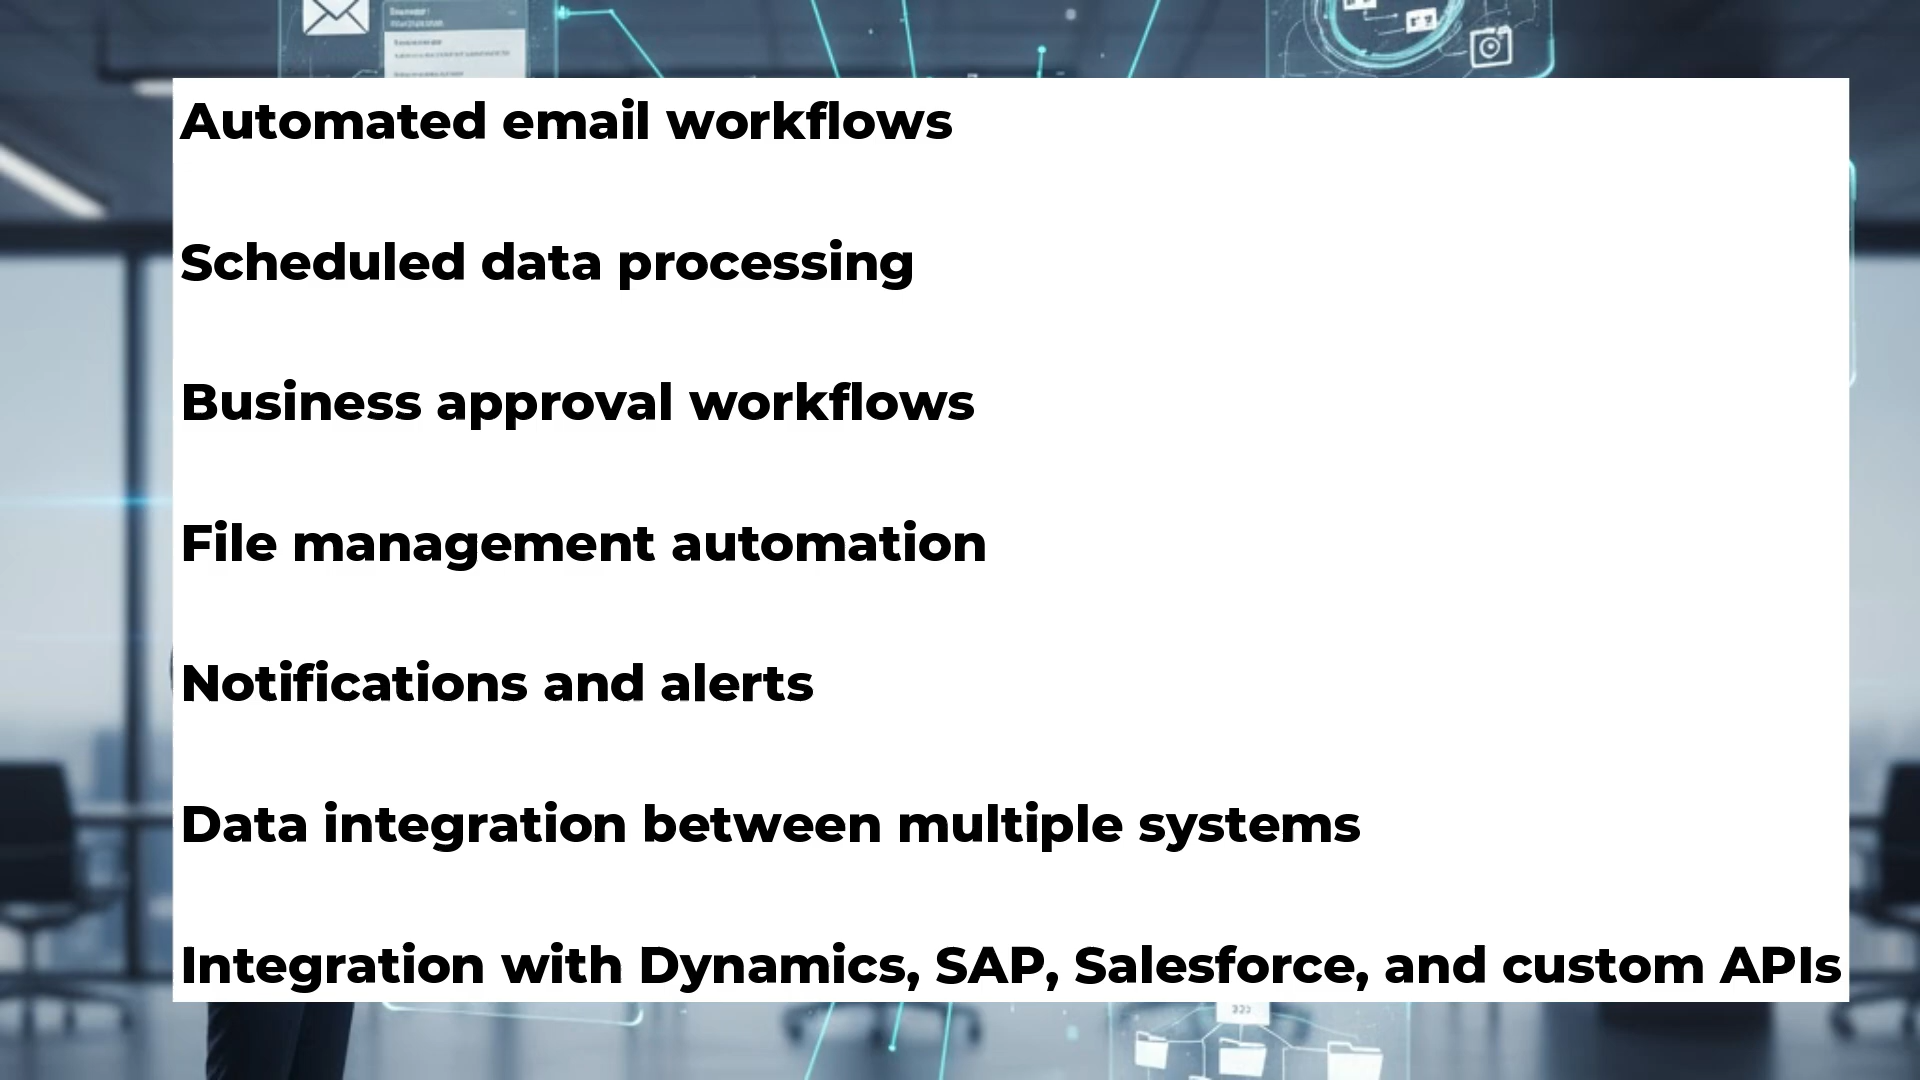 Automated email workflows
Scheduled data processing
Business approval workflows
File management automation
Notifications and alerts
Data integration between multiple systems
Integration with Dynamics, SAP, Salesforce, and custom APIs